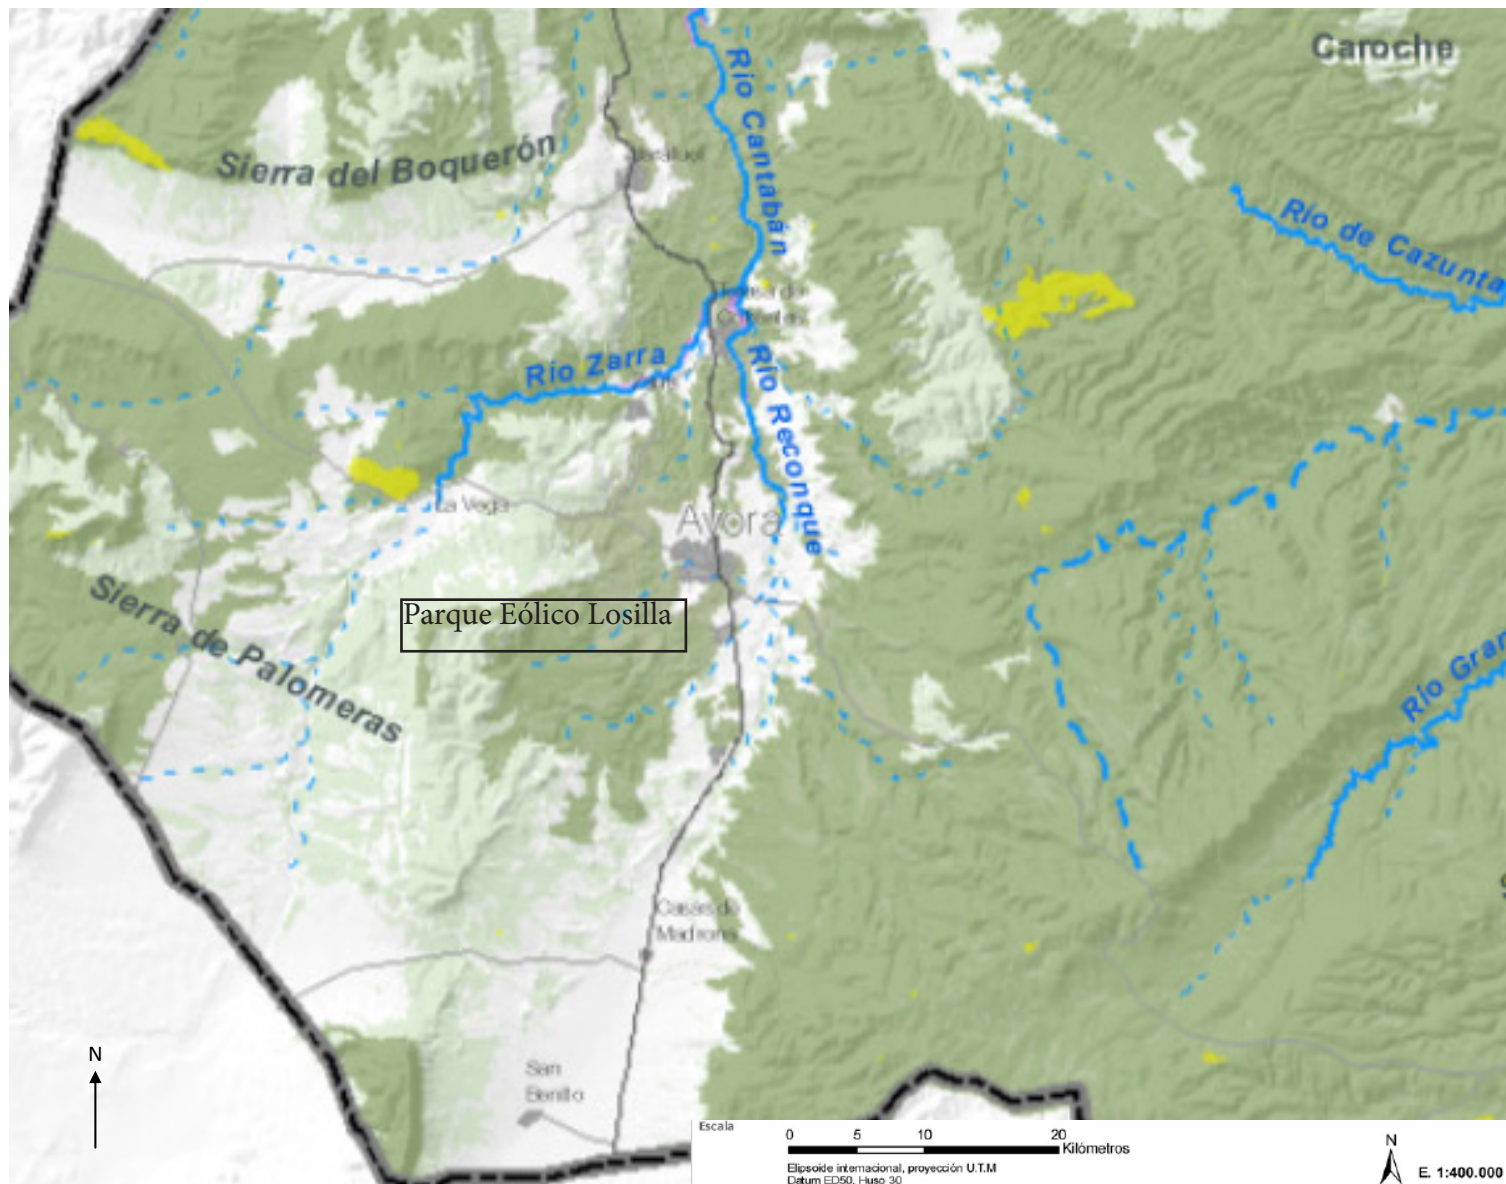 Caroche
Río Cantabán
Sierra del Boquerón
Río de Cazunta
Río Zarra
Río Reconque
La Vega
Ayora
Sierra de Palomeras
Parque Eólico Losilla
Río Gran
Casas de
Madrona
N
San
Benito
Escala
0 5 10 20
Kilómetros
Elipsoide internacional, proyección U.T.M
Datum ED50, Huso 30
N
E. 1:400.000